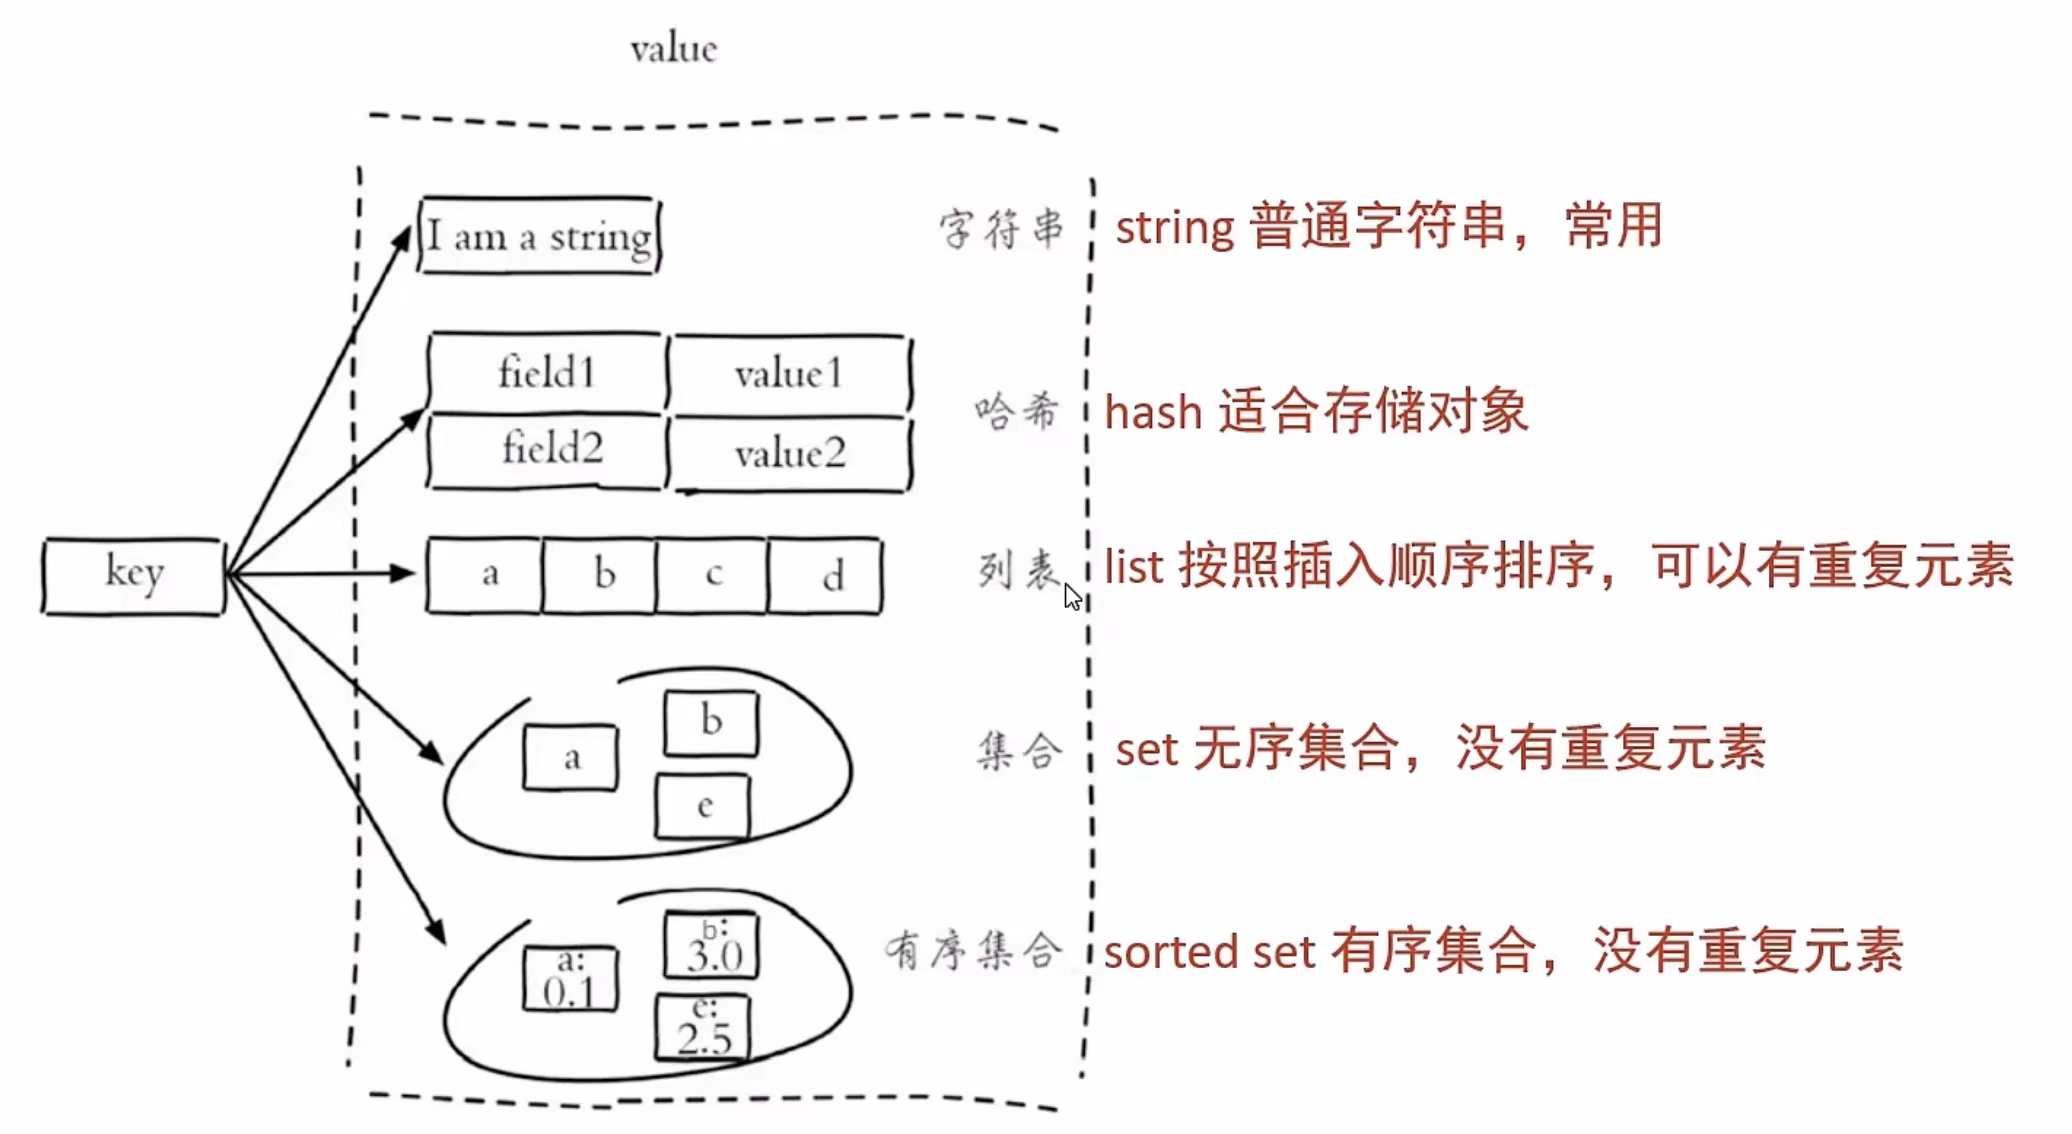 value
I am a string
字符串
string 普通字符串，常用
field1 value1
field2 value2
哈希
hash 适合存储对象
key
a b c d
列表
list 按照插入顺序排序，可以有重复元素
a
b
e
集合
set 无序集合，没有重复元素
a:
0.1
b:
3.0
e:
2.5
有序集合
sorted set 有序集合，没有重复元素